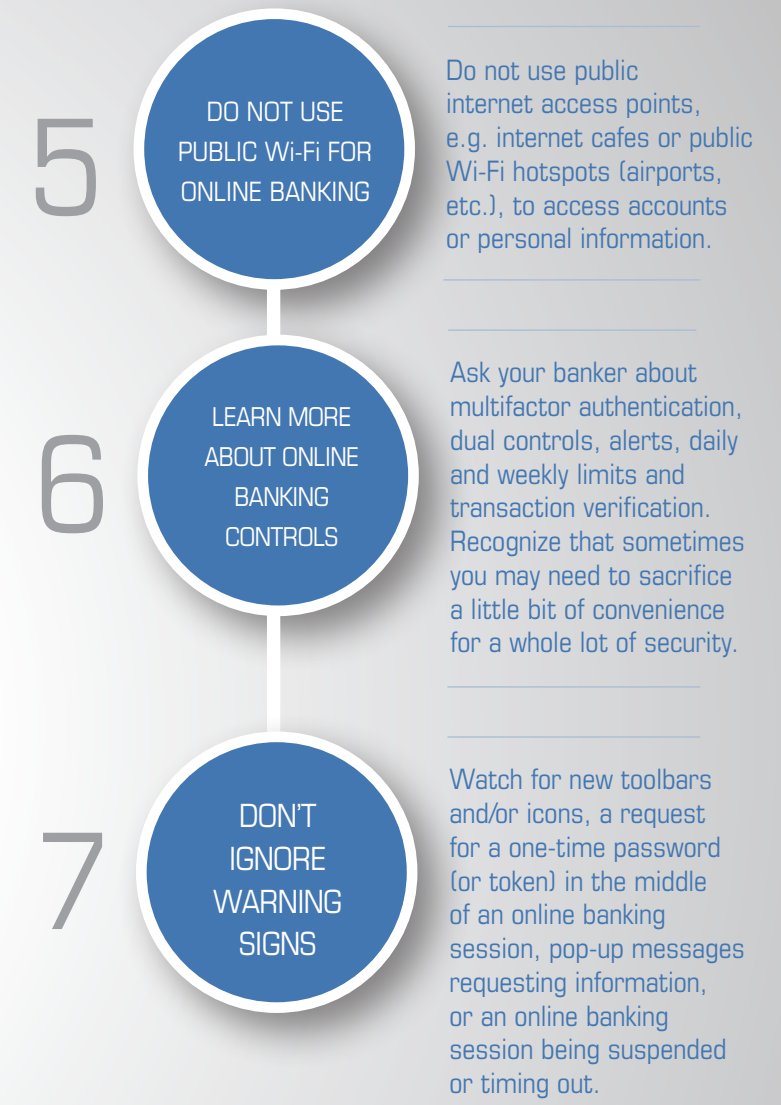 5
DO NOT USE
PUBLIC Wi-Fi FOR
ONLINE BANKING
Do not use public
internet access points,
e.g. internet cafes or public
Wi-Fi hotspots (airports,
etc.), to access accounts
or personal information.
6
LEARN MORE
ABOUT ONLINE
BANKING
CONTROLS
Ask your banker about
multifactor authentication,
dual controls, alerts, daily
and weekly limits and
transaction verification.
Recognize that sometimes
you may need to sacrifice
a little bit of convenience
for a whole lot of security.
7
DON'T
IGNORE
WARNING
SIGNS
Watch for new toolbars
and/or icons, a request
for a one-time password
(or token) in the middle
of an online banking
session, pop-up messages
requesting information,
or an online banking
session being suspended
or timing out.